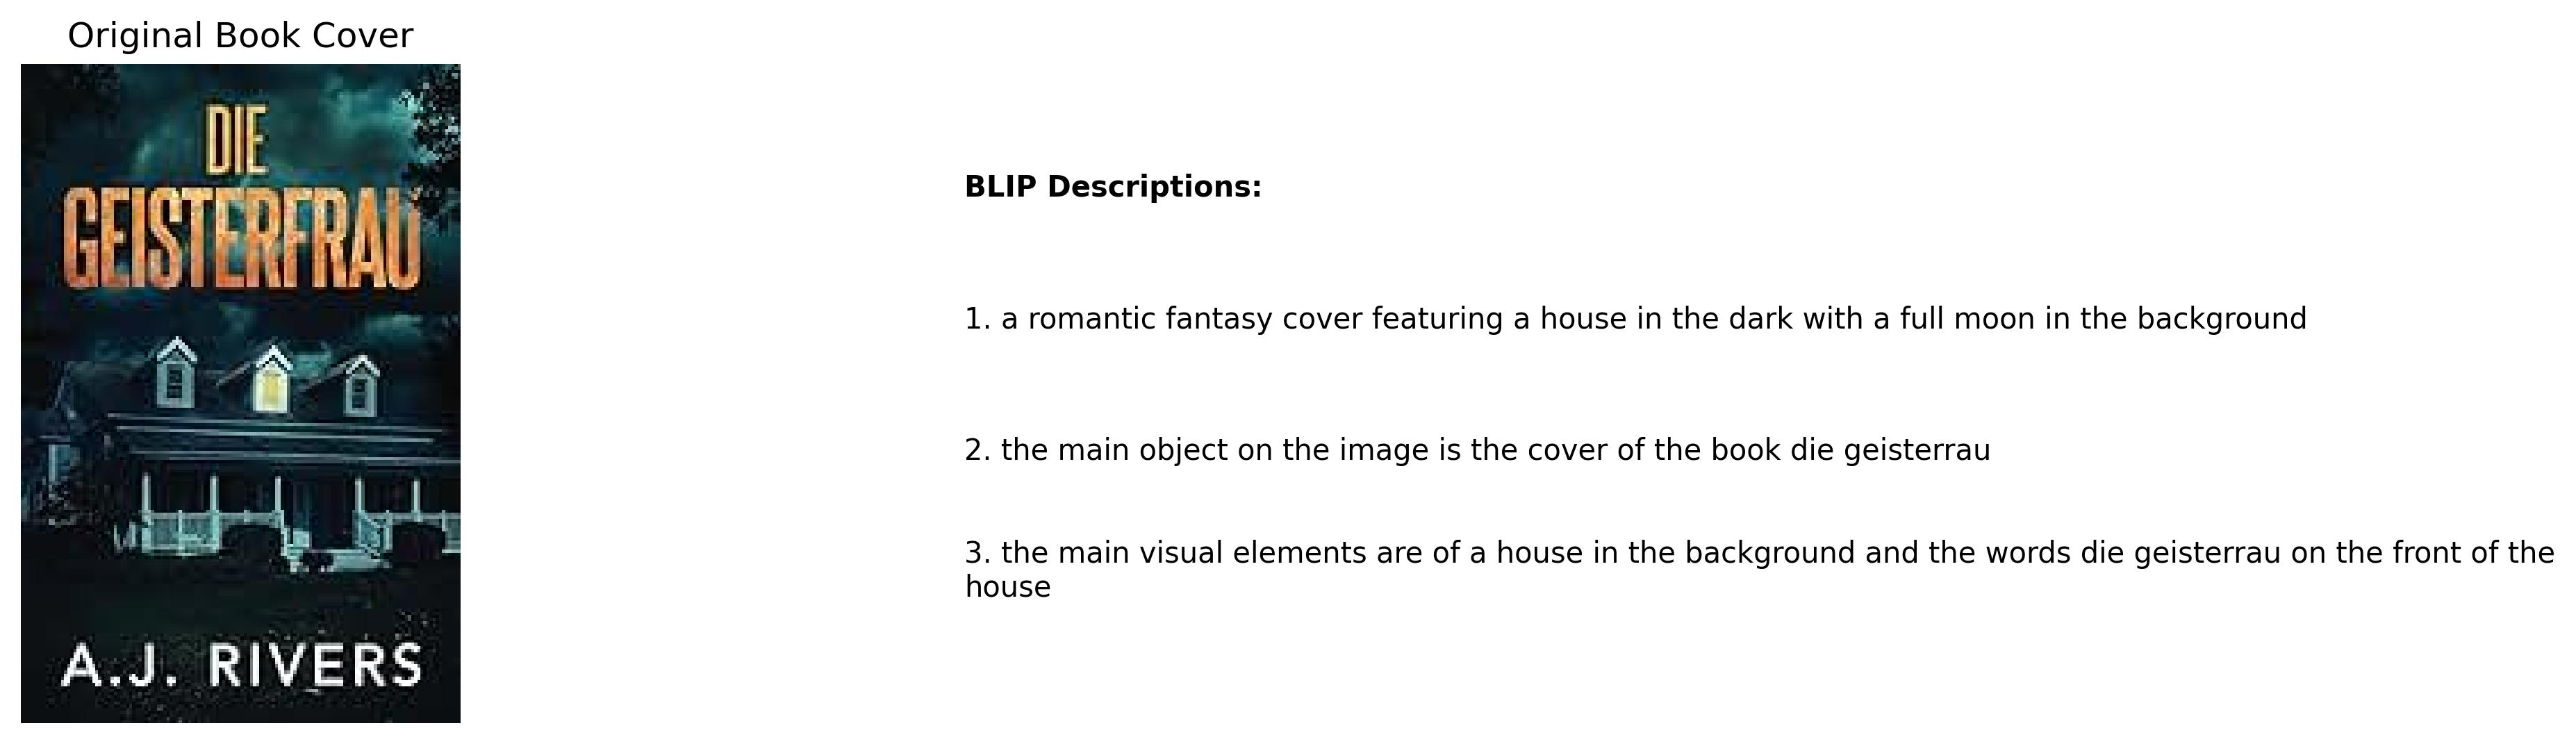 Original Book Cover
DIE
GEISTERFRAU
A.J. RIVERS
BLIP Descriptions:
1. a romantic fantasy cover featuring a house in the dark with a full moon in the background
2. the main object on the image is the cover of the book die geisterrau
3. the main visual elements are of a house in the background and the words die geisterrau on the front of the
house